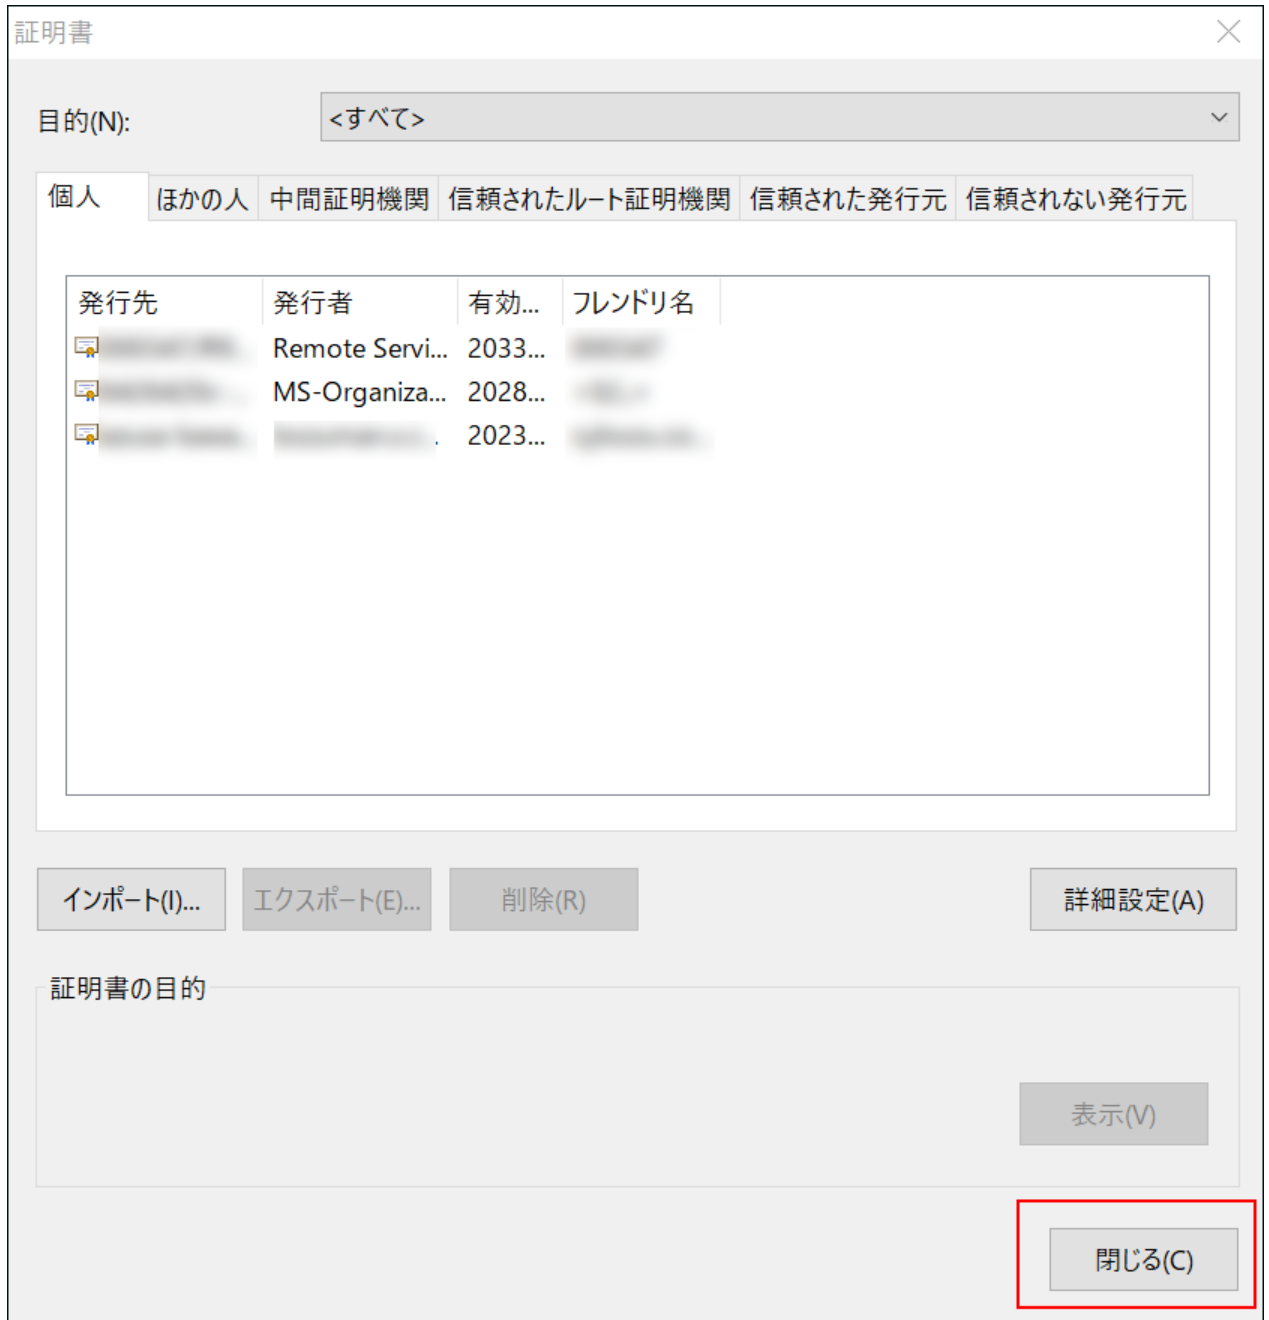 証明書
目的(N):
<すべて>
個人 ほかの人 中間証明機関 信頼されたルート証明機関 信頼された発行元 信頼されない発行元
発行先 発行者 有効... フレンドリ名
Remote Servi... 2033...
MS-Organiza... 2028...
2023...
インポート(I)... エクスポート(E)... 削除(R) 詳細設定(A)
証明書の目的
表示(V)
閉じる(C)